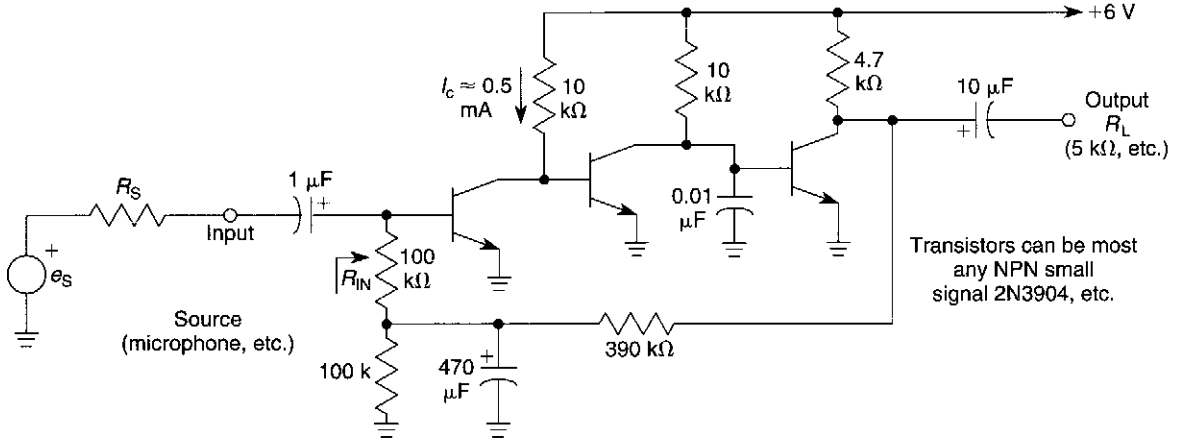 +6 V
I_c ≈ 0.5
mA
10
kΩ
10
kΩ
4.7
kΩ
10 μF
+
Output
R_L
(5 kΩ, etc.)
R_S
1 μF
+
Input
0.01
μF
+
e_S
R_IN
100
kΩ
Transistors can be most
any NPN small
signal 2N3904, etc.
Source
(microphone, etc.)
390 kΩ
100 k
+
470
μF